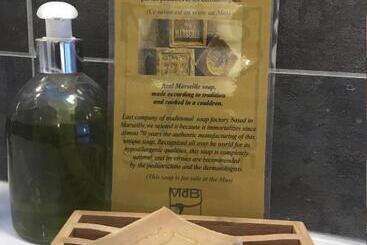 (Ce savon est en vente au Mas)
Real Marseille soap,
made according to tradition
and cooked in a cauldron.
Last company of traditional soap factory based in
Marseille, we selected it because it immortalizes since
almost 70 years the authentic manufacturing of this
unique soap. Recognized all over the world for its
hypoallergenic qualities, this soap is completely
natural and its virtues are recommended
by the pediatricians and the dermatologists.
(This soap is for sale at the Mas)
MdB